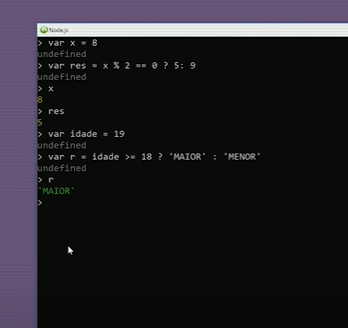 Node.js
> var x = 8
undefined
> var res = x % 2 == 0 ? 5: 9
undefined
> x
8
> res
5
> var idade = 19
undefined
> var r = idade >= 18 ? 'MAIOR' : 'MENOR'
undefined
> r
'MAIOR'
>